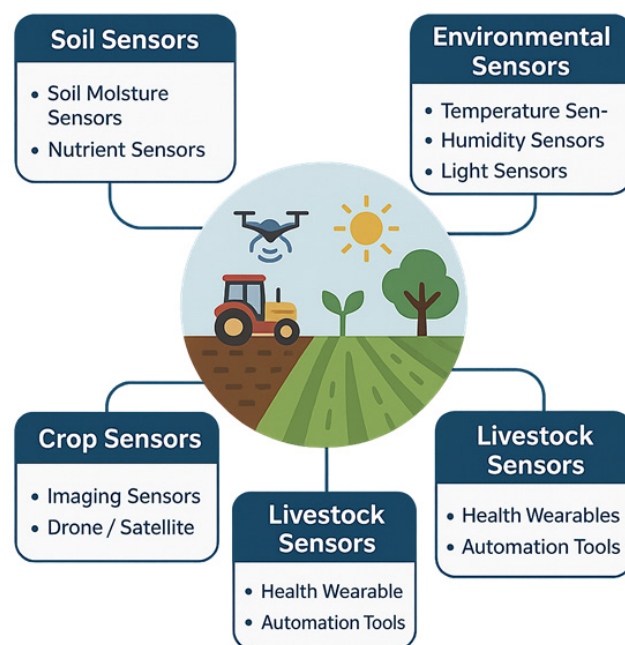 Soil Sensors
• Soil Molsture
Sensors
• Nutrient Sensors
Environmental
Sensors
• Temperature Sen-
• Humidity Sensors
• Light Sensors
Crop Sensors
• Imaging Sensors
• Drone / Satellite
Livestock
Sensors
• Health Wearable
• Automation Tools
Livestock
Sensors
• Health Wearables
• Automation Tools